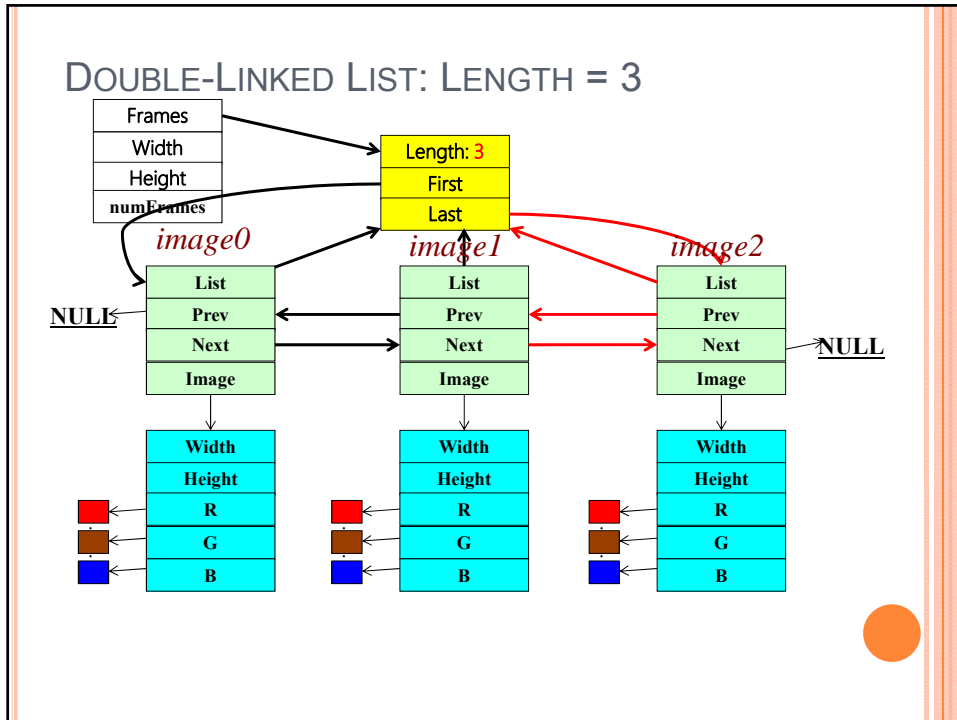 DOUBLE-LINKED LIST: LENGTH = 3
Frames
Width
Height
numFrames
Length: 3
First
Last
image0
image1
image2
List
Prev
Next
Image
List
Prev
Next
Image
List
Prev
Next
Image
NULL
NULL
Width
Height
R
G
B
Width
Height
R
G
B
Width
Height
R
G
B